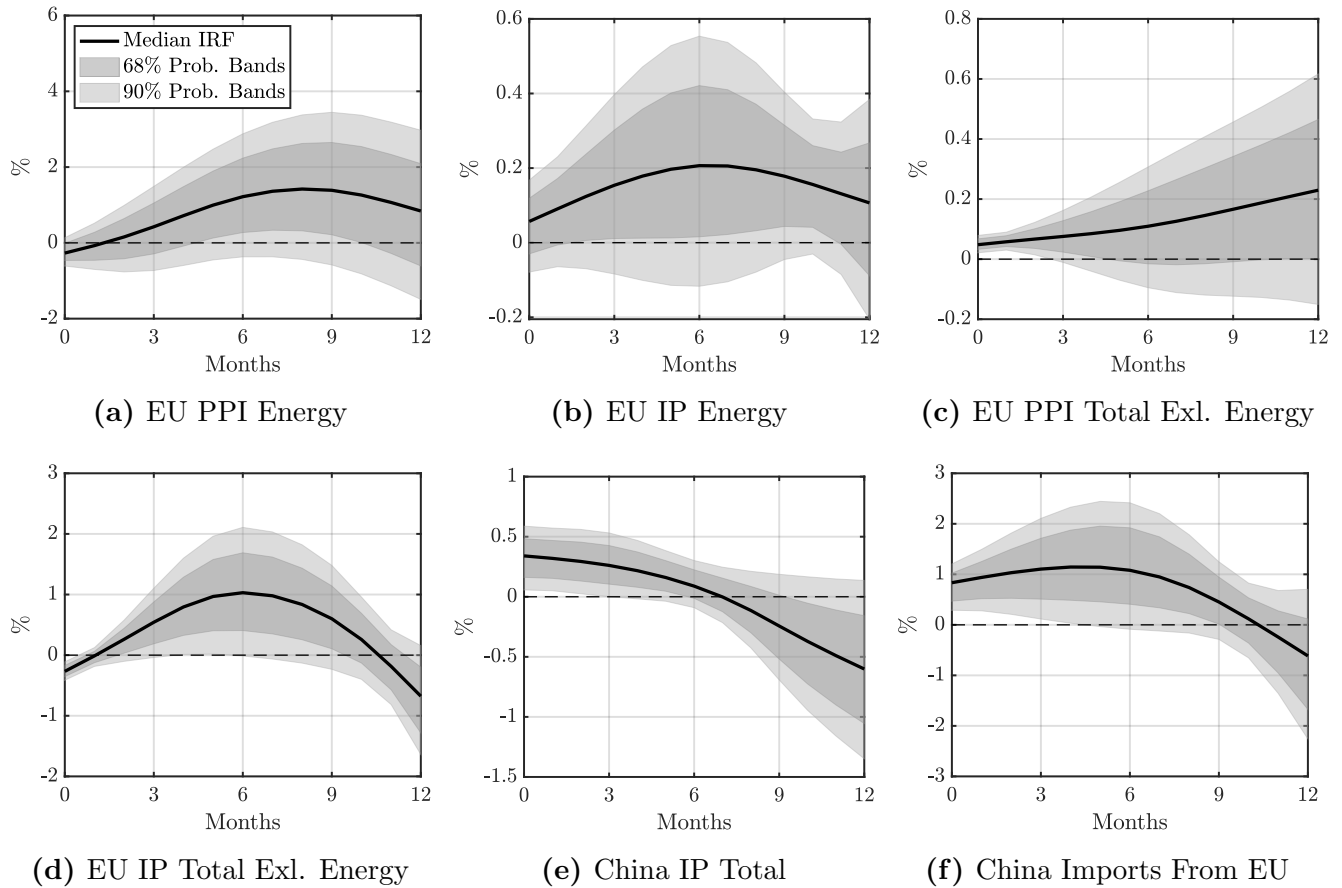 6
4
2
0
-2
%
Median IRF
68% Prob. Bands
90% Prob. Bands
0 3 6 9 12
Months
(a) EU PPI Energy
0.6
0.4
0.2
0
-0.2
%
0 3 6 9 12
Months
(b) EU IP Energy
0.8
0.6
0.4
0.2
0
-0.2
%
0 3 6 9 12
Months
(c) EU PPI Total Exl. Energy
3
2
1
0
-1
-2
%
0 3 6 9 12
Months
(d) EU IP Total Exl. Energy
1
0.5
0
-0.5
-1
-1.5
%
0 3 6 9 12
Months
(e) China IP Total
3
2
1
0
-1
-2
-3
%
0 3 6 9 12
Months
(f) China Imports From EU